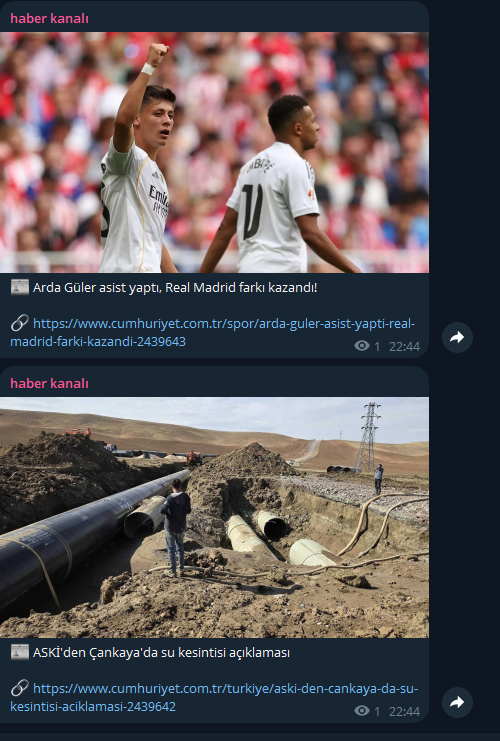 haber kanalı
Emirates
11
Arda Güler asist yaptı, Real Madrid farkı kazandı!
https://www.cumhuriyet.com.tr/spor/arda-guler-asist-yapti-real-
madrid-farki-kazandi-2439643
1 22:44
haber kanalı
ASKİ'den Çankaya'da su kesintisi açıklaması
https://www.cumhuriyet.com.tr/turkiye/aski-den-cankaya-da-su-
kesintisi-aciklamasi-2439642
1 22:44